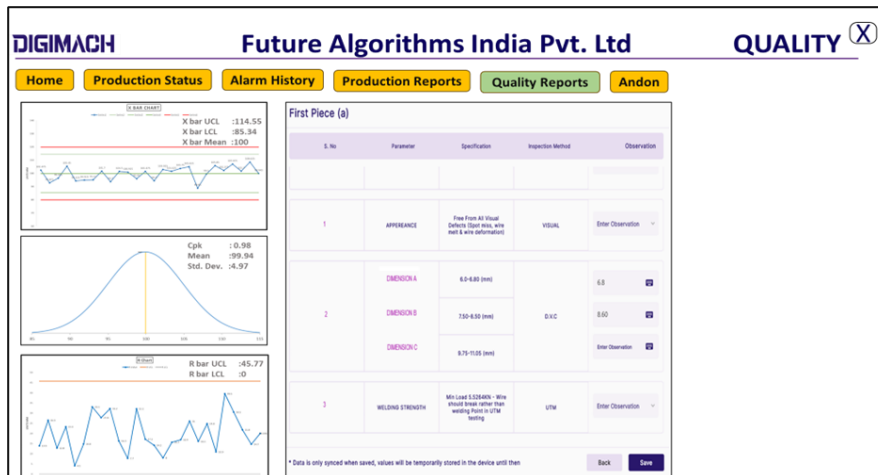 DIGIMACH
Future Algorithms India Pvt. Ltd
QUALITY
X
Home
Production Status
Alarm History
Production Reports
Quality Reports
Andon
X BAR CHART
X bar UCL :114.55
X bar LCL :85.34
X bar Mean :100
Cpk : 0.98
Mean :99.94
Std. Dev. :4.97
R bar UCL :45.77
R bar LCL :0
First Piece (a)
S. No Parameter Specification Inspection Method Observation
1
APPEREANCE
Free From All Visual
Defects (Spot miss, wire
melt & wire deformation)
VISUAL
Enter Observation
2
DIMENSION A
6.0-6.80 (mm)
6.8
DIMENSION B
7.50-8.50 (mm)
D.V.C
8.60
DIMENSION C
9.75-11.05 (mm)
Enter Observation
3
WELDING STRENGTH
Min Load 5.5264KN - Wire
should break rather than
welding Point in UTM
testing
UTM
Enter Observation
* Data is only synced when saved, values will be temporarily stored in the device until then
Back
Save